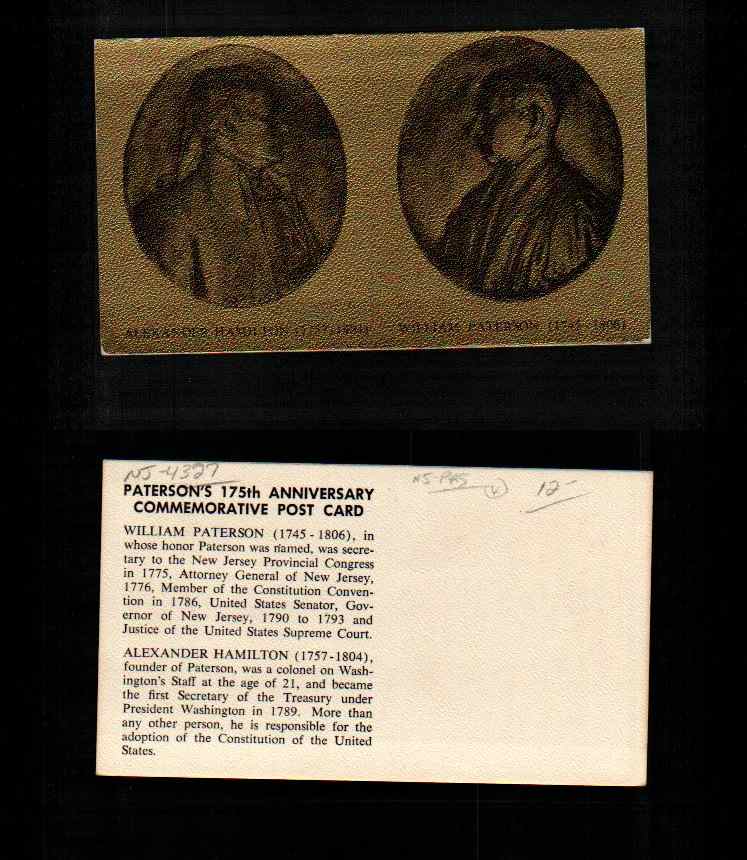 ALEXANDER HAMILTON (1757-1804)
WILLIAM PATERSON (1745-1806)
NJ-4327
NJ-PAS
4
12-
PATERSON'S 175th ANNIVERSARY
COMMEMORATIVE POST CARD
WILLIAM PATERSON (1745 - 1806), in
whose honor Paterson was named, was secre-
tary to the New Jersey Provincial Congress
in 1775, Attorney General of New Jersey,
1776, Member of the Constitution Conven-
tion in 1786, United States Senator, Gov-
ernor of New Jersey, 1790 to 1793 and
Justice of the United States Supreme Court.
ALEXANDER HAMILTON (1757-1804),
founder of Paterson, was a colonel on Wash-
ington's Staff at the age of 21, and became
the first Secretary of the Treasury under
President Washington in 1789. More than
any other person, he is responsible for the
adoption of the Constitution of the United
States.